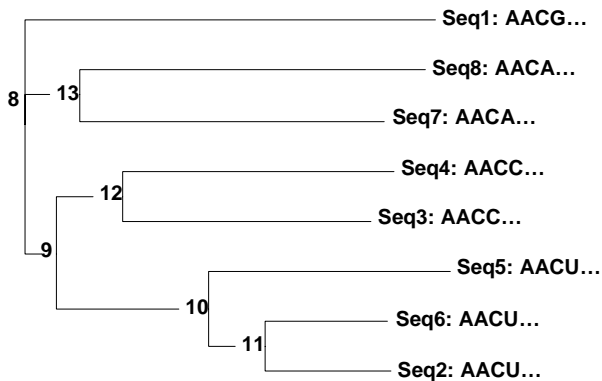 Seq1: AACG...
Seq8: AACA...
13
8
Seq7: AACA...
Seq4: AACC...
12
Seq3: AACC...
9
Seq5: AACU...
10
Seq6: AACU...
11
Seq2: AACU...